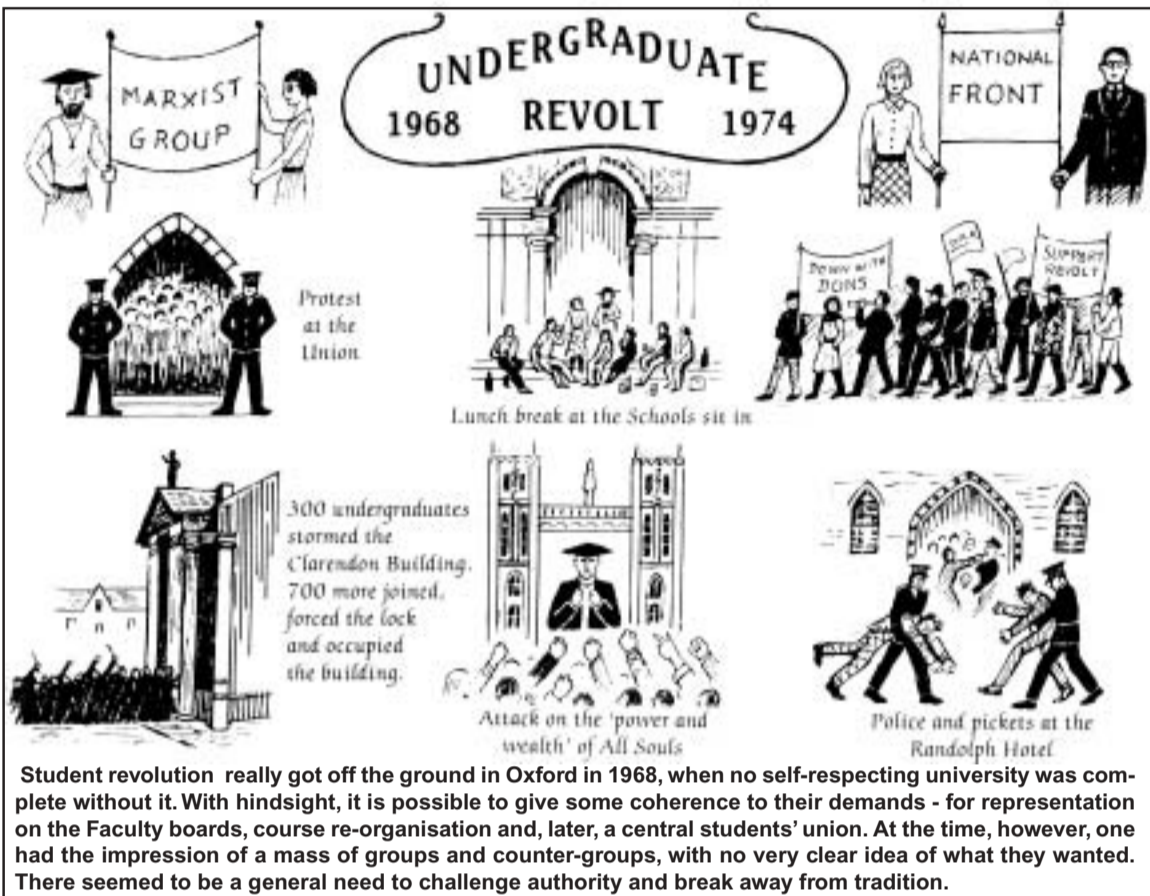 MARXIST
GROUP
UNDERGRADUATE
1968 REVOLT 1974
NATIONAL
FRONT
Protest
at the
Union
Lunch break at the Schools sit in
DOWN WITH
DONS
SUPPORT
REVOLT
300 undergraduates
stormed the
Clarendon Building.
700 more joined,
forced the lock
and occupied
the building.
Attack on the 'power and
wealth' of All Souls
Police and pickets at the
Randolph Hotel
Student revolution really got off the ground in Oxford in 1968, when no self-respecting university was com-
plete without it. With hindsight, it is possible to give some coherence to their demands - for representation
on the Faculty boards, course re-organisation and, later, a central students' union. At the time, however, one
had the impression of a mass of groups and counter-groups, with no very clear idea of what they wanted.
There seemed to be a general need to challenge authority and break away from tradition.